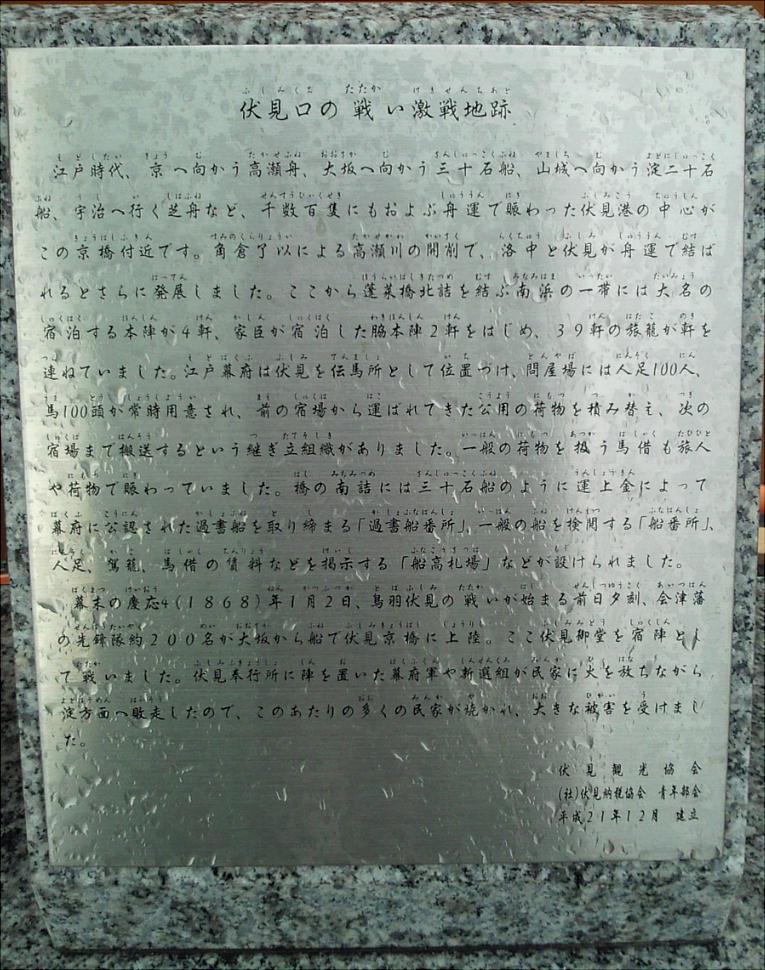 伏見口の戦い激戦地跡
江戸時代、京へ向かう高瀬舟、大坂へ向かう三十石船、山城へ向かう淀二十石
船、宇治へ行く芝舟など、千数百隻にもおよぶ舟運で賑わった伏見港の中心が
この京橋付近です。角倉了以による高瀬川の開削で、洛中と伏見が舟運で結ば
れるとさらに発展しました。ここから蓬莱橋北詰を結ぶ南浜の一帯には大名の
宿泊する本陣が4軒、家臣が宿泊した脇本陣2軒をはじめ、39軒の旅籠が軒を
連ねていました。江戸幕府は伏見を伝馬所として位置づけ、問屋場には人足100人、
馬100頭が常時用意され、前の宿場から運ばれてきた公用の荷物を積み替え、次の
宿場まで搬送するという継ぎ立組織がありました。一般の荷物を扱う馬借も旅人
や荷物で賑わっていました。橋の南詰には三十石船のように運上金によって
幕府に公認された過書船を取り締まる「過書船番所」、一般の船を検閲する「船番所」、
人足、駕籠、馬借の賃料などを掲示する「船高札場」などが設けられました。
幕末の慶応4(1868)年1月2日、鳥羽伏見の戦いが始まる前日夕刻、会津藩
の先鋒隊約200名が大坂から船で伏見京橋に上陸。ここ伏見御堂を宿陣とし
て戦いました。伏見奉行所に陣を置いた幕府軍や新選組が民家に火を放ちながら
淀方面へ敗走したので、このあたりの多くの民家が焼かれ、大きな被害を受けまし
た。
伏見観光協会
(社)伏見納税協会 青年部会
平成21年12月 建立